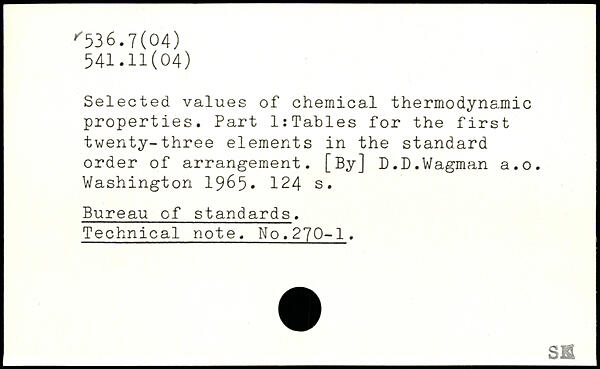 536.7(04)
541.11(04)
Selected values of chemical thermodynamic
properties. Part 1:Tables for the first
twenty-three elements in the standard
order of arrangement. [By] D.D.Wagman a.o.
Washington 1965. 124 s.
Bureau of standards.
Technical note. No.270-1.
S